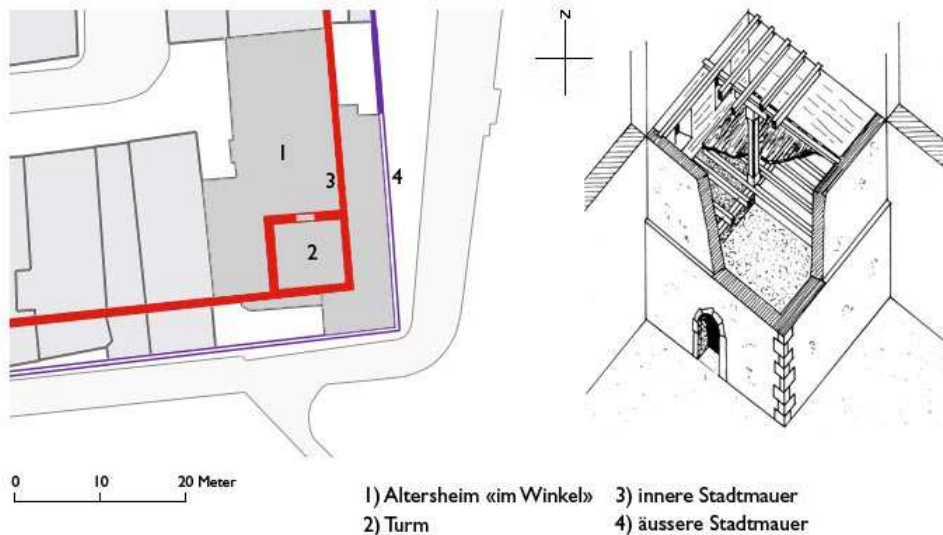 N
1
3
4
2
0 10 20 Meter
1) Altersheim «im Winkel»
2) Turm
3) innere Stadtmauer
4) äussere Stadtmauer